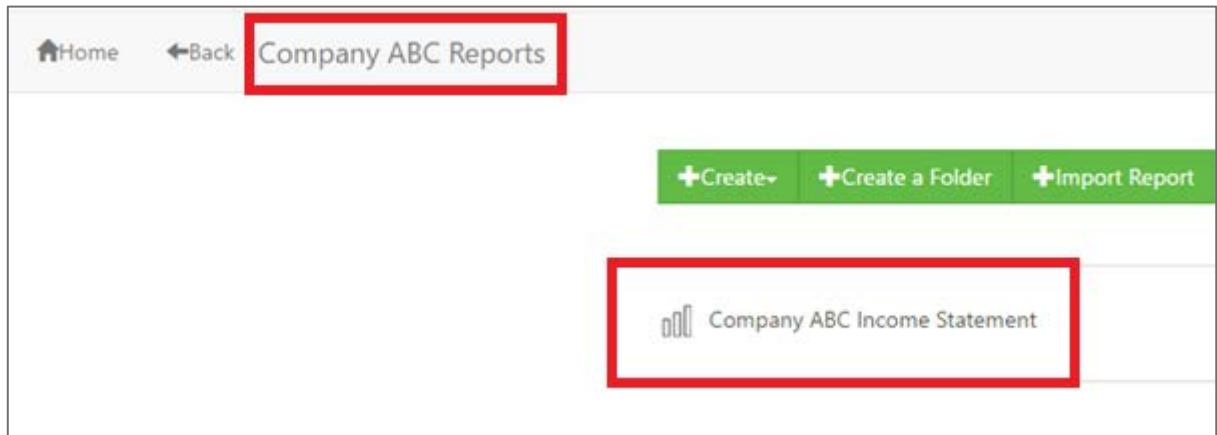 Home Back Company ABC Reports
Create Create a Folder Import Report
Company ABC Income Statement